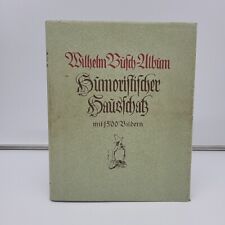 Wilhelm Busch-Album
Humoristischer
Hausschatz
mit 1500 Bildern